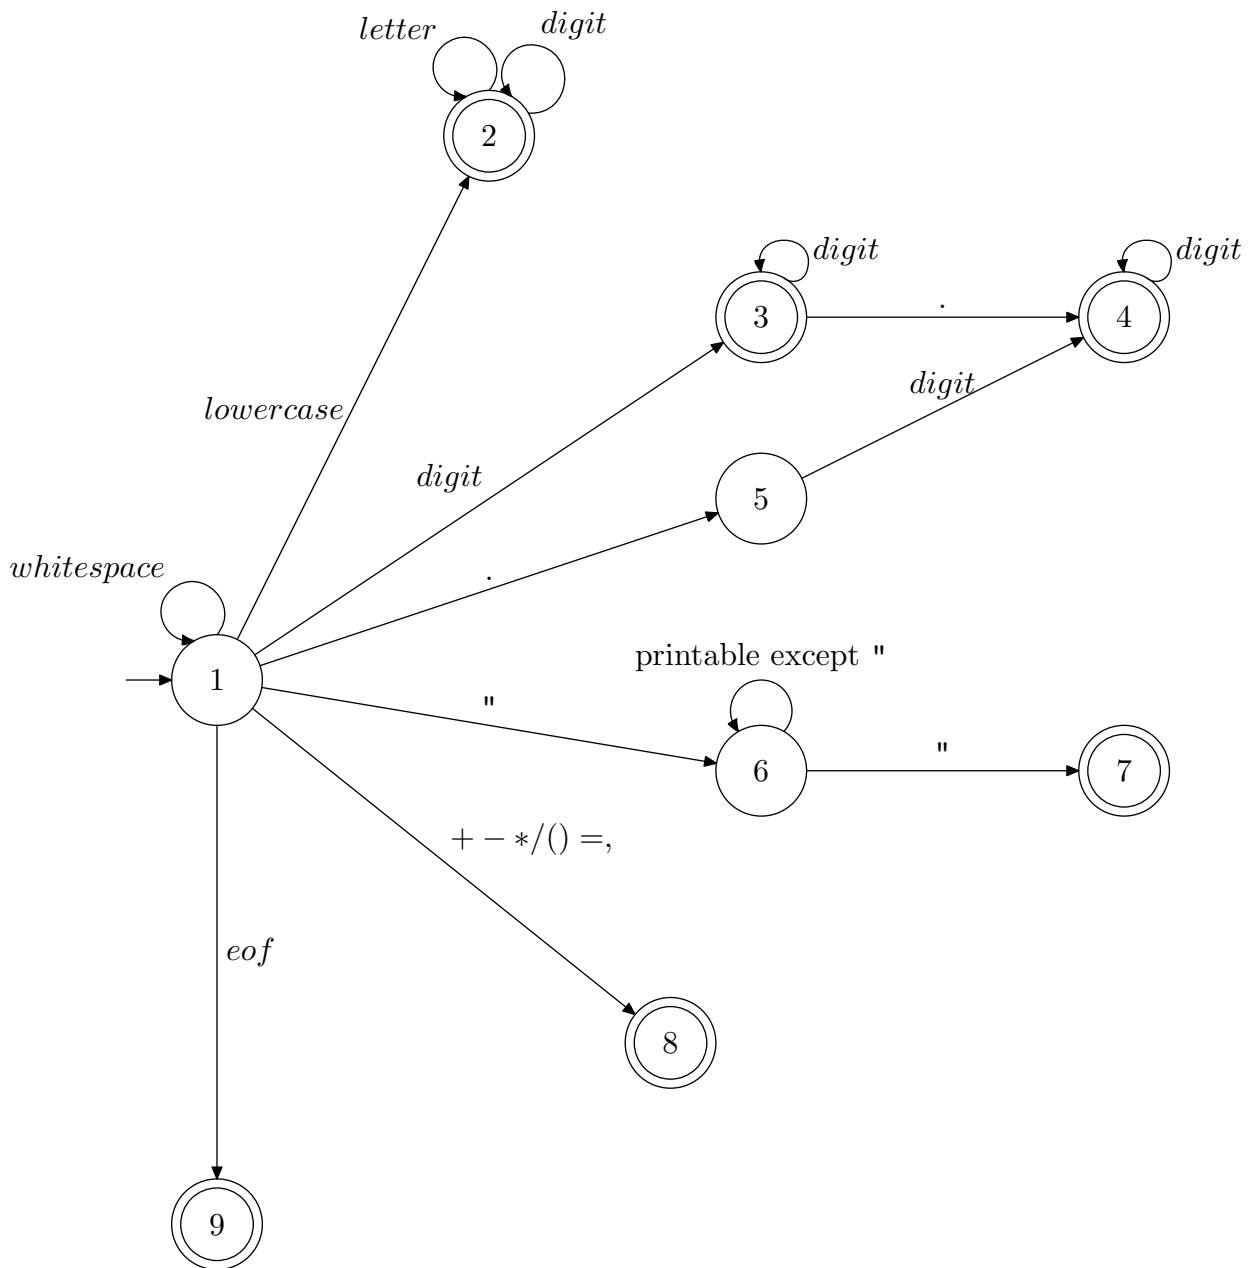 letter
digit
2
digit
digit
3
.
4
lowercase
digit
digit
5
whitespace
.
printable except "
1
"
6
"
7
+ − ∗/() =,
eof
8
9